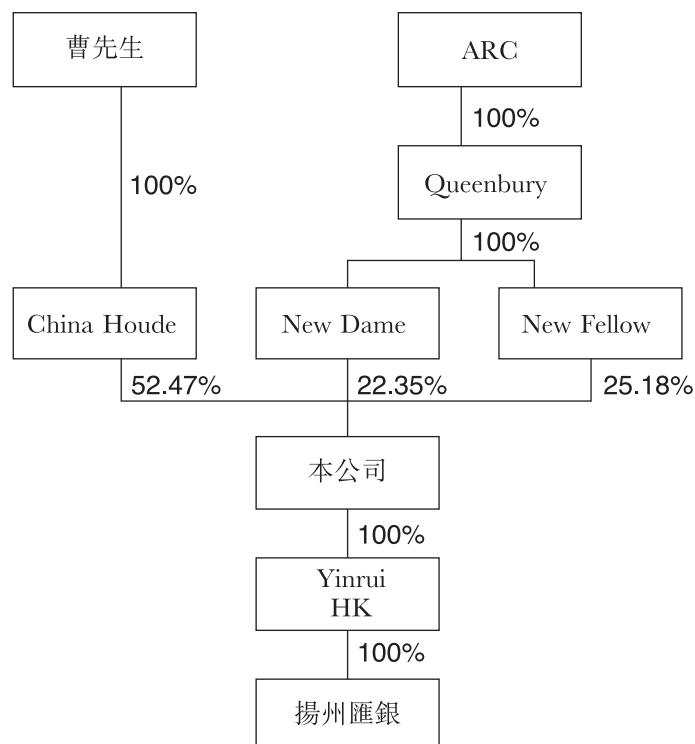 曹先生
ARC
100%
Queenbury
100%
100%
China Houde
New Dame
New Fellow
52.47%
22.35%
25.18%
本公司
100%
Yinrui
HK
100%
揚州匯銀